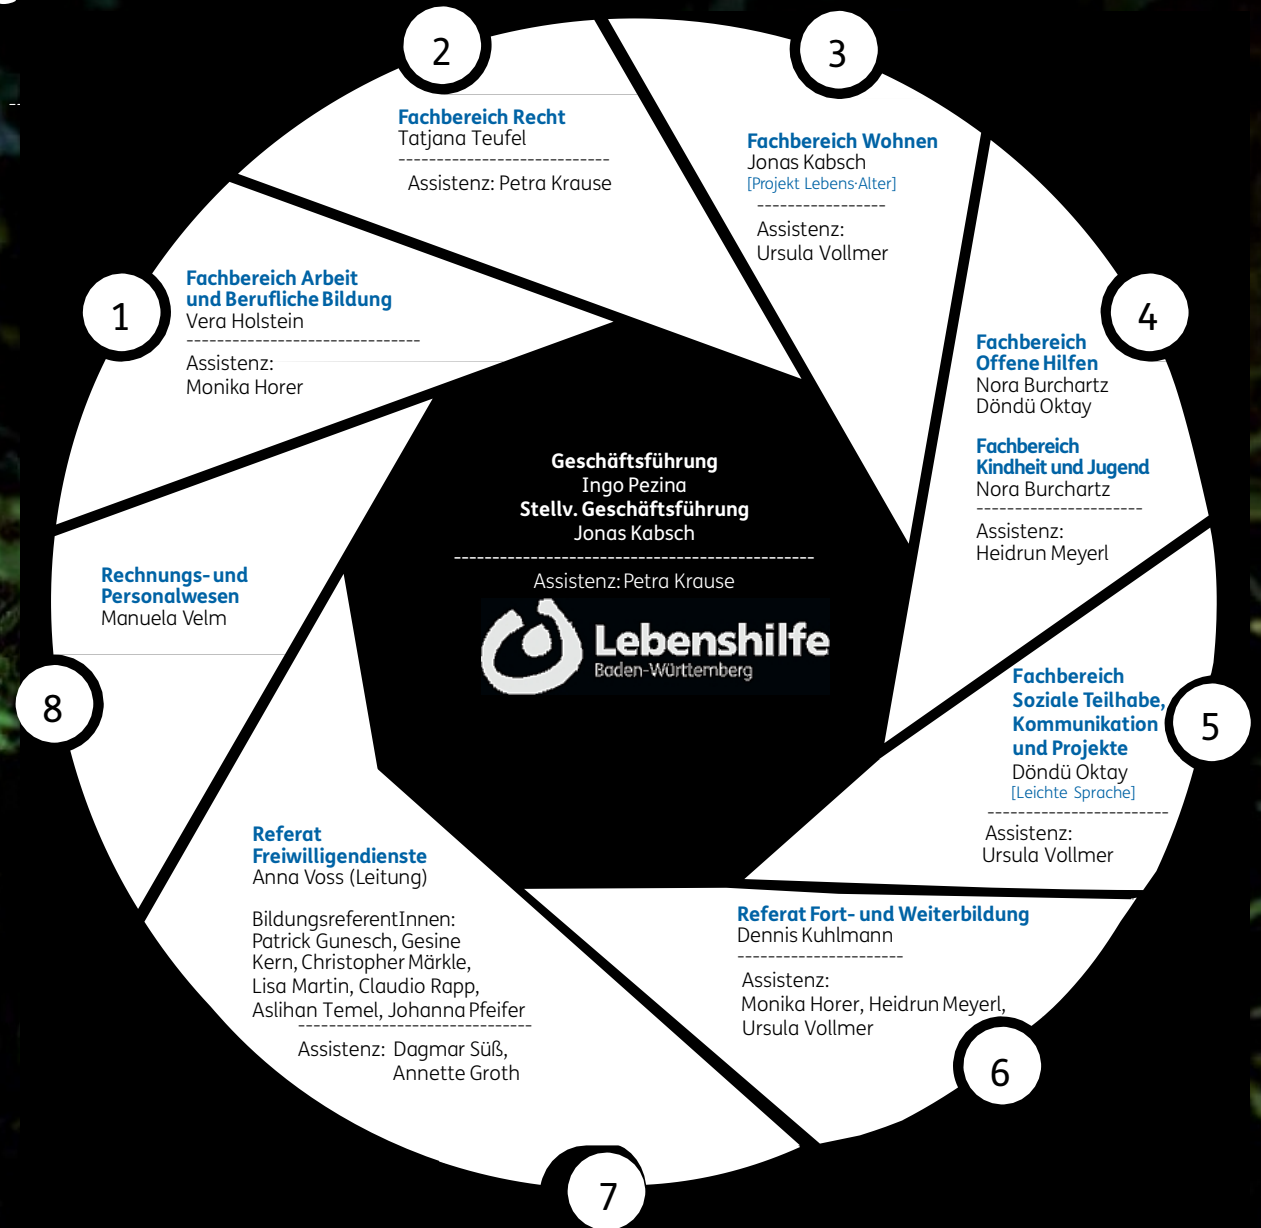 2
Fachbereich Recht
Tatjana Teufel
Assistenz: Petra Krause
3
Fachbereich Wohnen
Jonas Kabsch
[Projekt Lebens·Alter]
Assistenz:
Ursula Vollmer
1
Fachbereich Arbeit
und Berufliche Bildung
Vera Holstein
Assistenz:
Monika Horer
4
Fachbereich
Offene Hilfen
Nora Burchartz
Döndü Oktay
Fachbereich
Kindheit und Jugend
Nora Burchartz
Assistenz:
Heidrun Meyerl
Geschäftsführung
Ingo Pezina
Stellv. Geschäftsführung
Jonas Kabsch
Assistenz: Petra Krause
Lebenshilfe
Baden-Württemberg
Rechnungs- und
Personalwesen
Manuela Velm
8
Fachbereich
Soziale Teilhabe,
Kommunikation
und Projekte
Döndü Oktay
[Leichte Sprache]
Assistenz:
Ursula Vollmer
5
Referat
Freiwilligendienste
Anna Voss (Leitung)
BildungsreferentInnen:
Patrick Gunesch, Gesine
Kern, Christopher Märkle,
Lisa Martin, Claudio Rapp,
Aslihan Temel, Johanna Pfeifer
Assistenz: Dagmar Süß,
Annette Groth
7
Referat Fort- und Weiterbildung
Dennis Kuhlmann
Assistenz:
Monika Horer, Heidrun Meyerl,
Ursula Vollmer
6